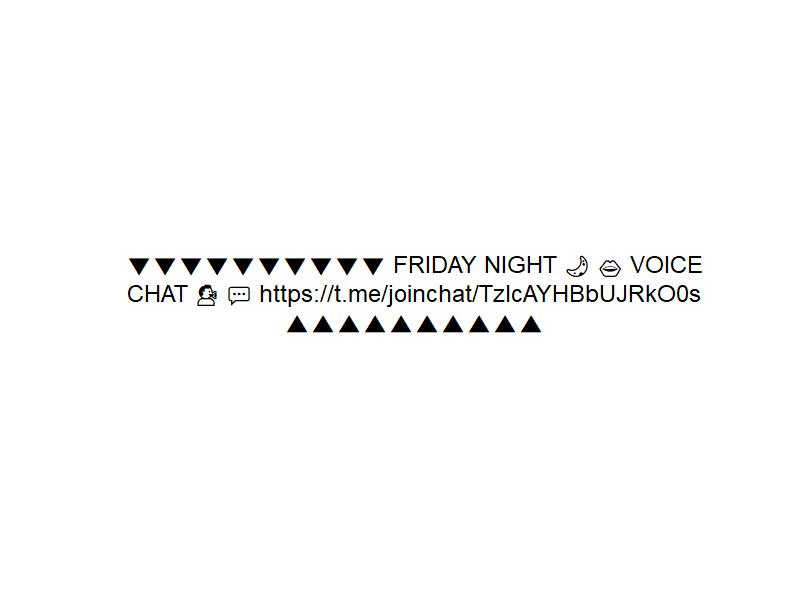 ▼▼▼▼▼▼▼▼▼▼ FRIDAY NIGHT 🌛 👄 VOICE
CHAT 🗣 💬 https://t.me/joinchat/TzlcAYHBbUJRkO0s
▲▲▲▲▲▲▲▲▲▲